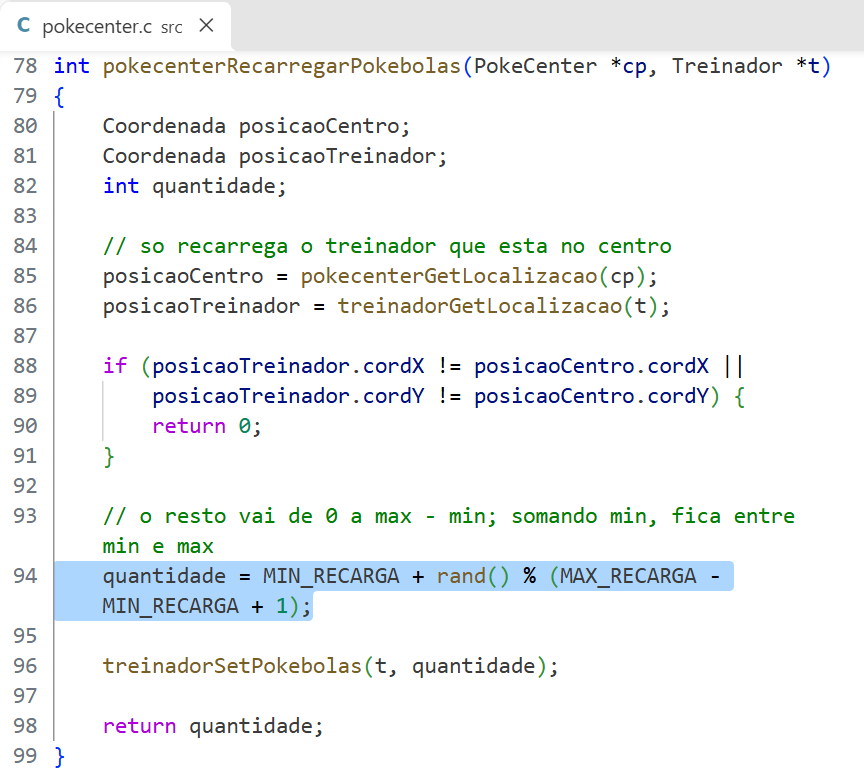 C pokecenter.c src ×
78 int pokecenterRecarregarPokebolas(PokeCenter *cp, Treinador *t)
79 {
80     Coordenada posicaoCentro;
81     Coordenada posicaoTreinador;
82     int quantidade;
83
84     // so recarrega o treinador que esta no centro
85     posicaoCentro = pokecenterGetLocalizacao(cp);
86     posicaoTreinador = treinadorGetLocalizacao(t);
87
88     if (posicaoTreinador.cordX != posicaoCentro.cordX ||
89         posicaoTreinador.cordY != posicaoCentro.cordY) {
90         return 0;
91     }
92
93     // o resto vai de 0 a max - min; somando min, fica entre
    min e max
94     quantidade = MIN_RECARGA + rand() % (MAX_RECARGA -
    MIN_RECARGA + 1);
95
96     treinadorSetPokebolas(t, quantidade);
97
98     return quantidade;
99 }